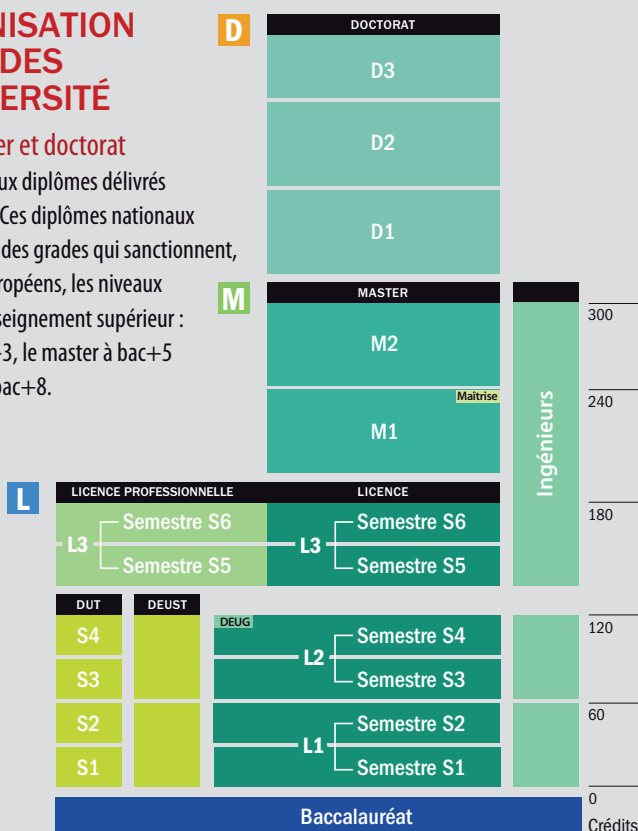 NISATION
DES
ERSITÉ
er et doctorat
ux diplômes délivrés
Ces diplômes nationaux
des grades qui sanctionnent,
ropéens, les niveaux
seignement supérieur :
-3, le master à bac+5
bac+8.
D
DOCTORAT
D3
D2
D1
M
MASTER
M2
Maîtrise
M1
Ingénieurs
300
240
180
120
60
0
Crédits
L
LICENCE PROFESSIONNELLE
LICENCE
L3
Semestre S6
Semestre S5
L3
Semestre S6
Semestre S5
DUT
DEUST
S4
S3
S2
S1
DEUG
L2
Semestre S4
Semestre S3
L1
Semestre S2
Semestre S1
Baccalauréat